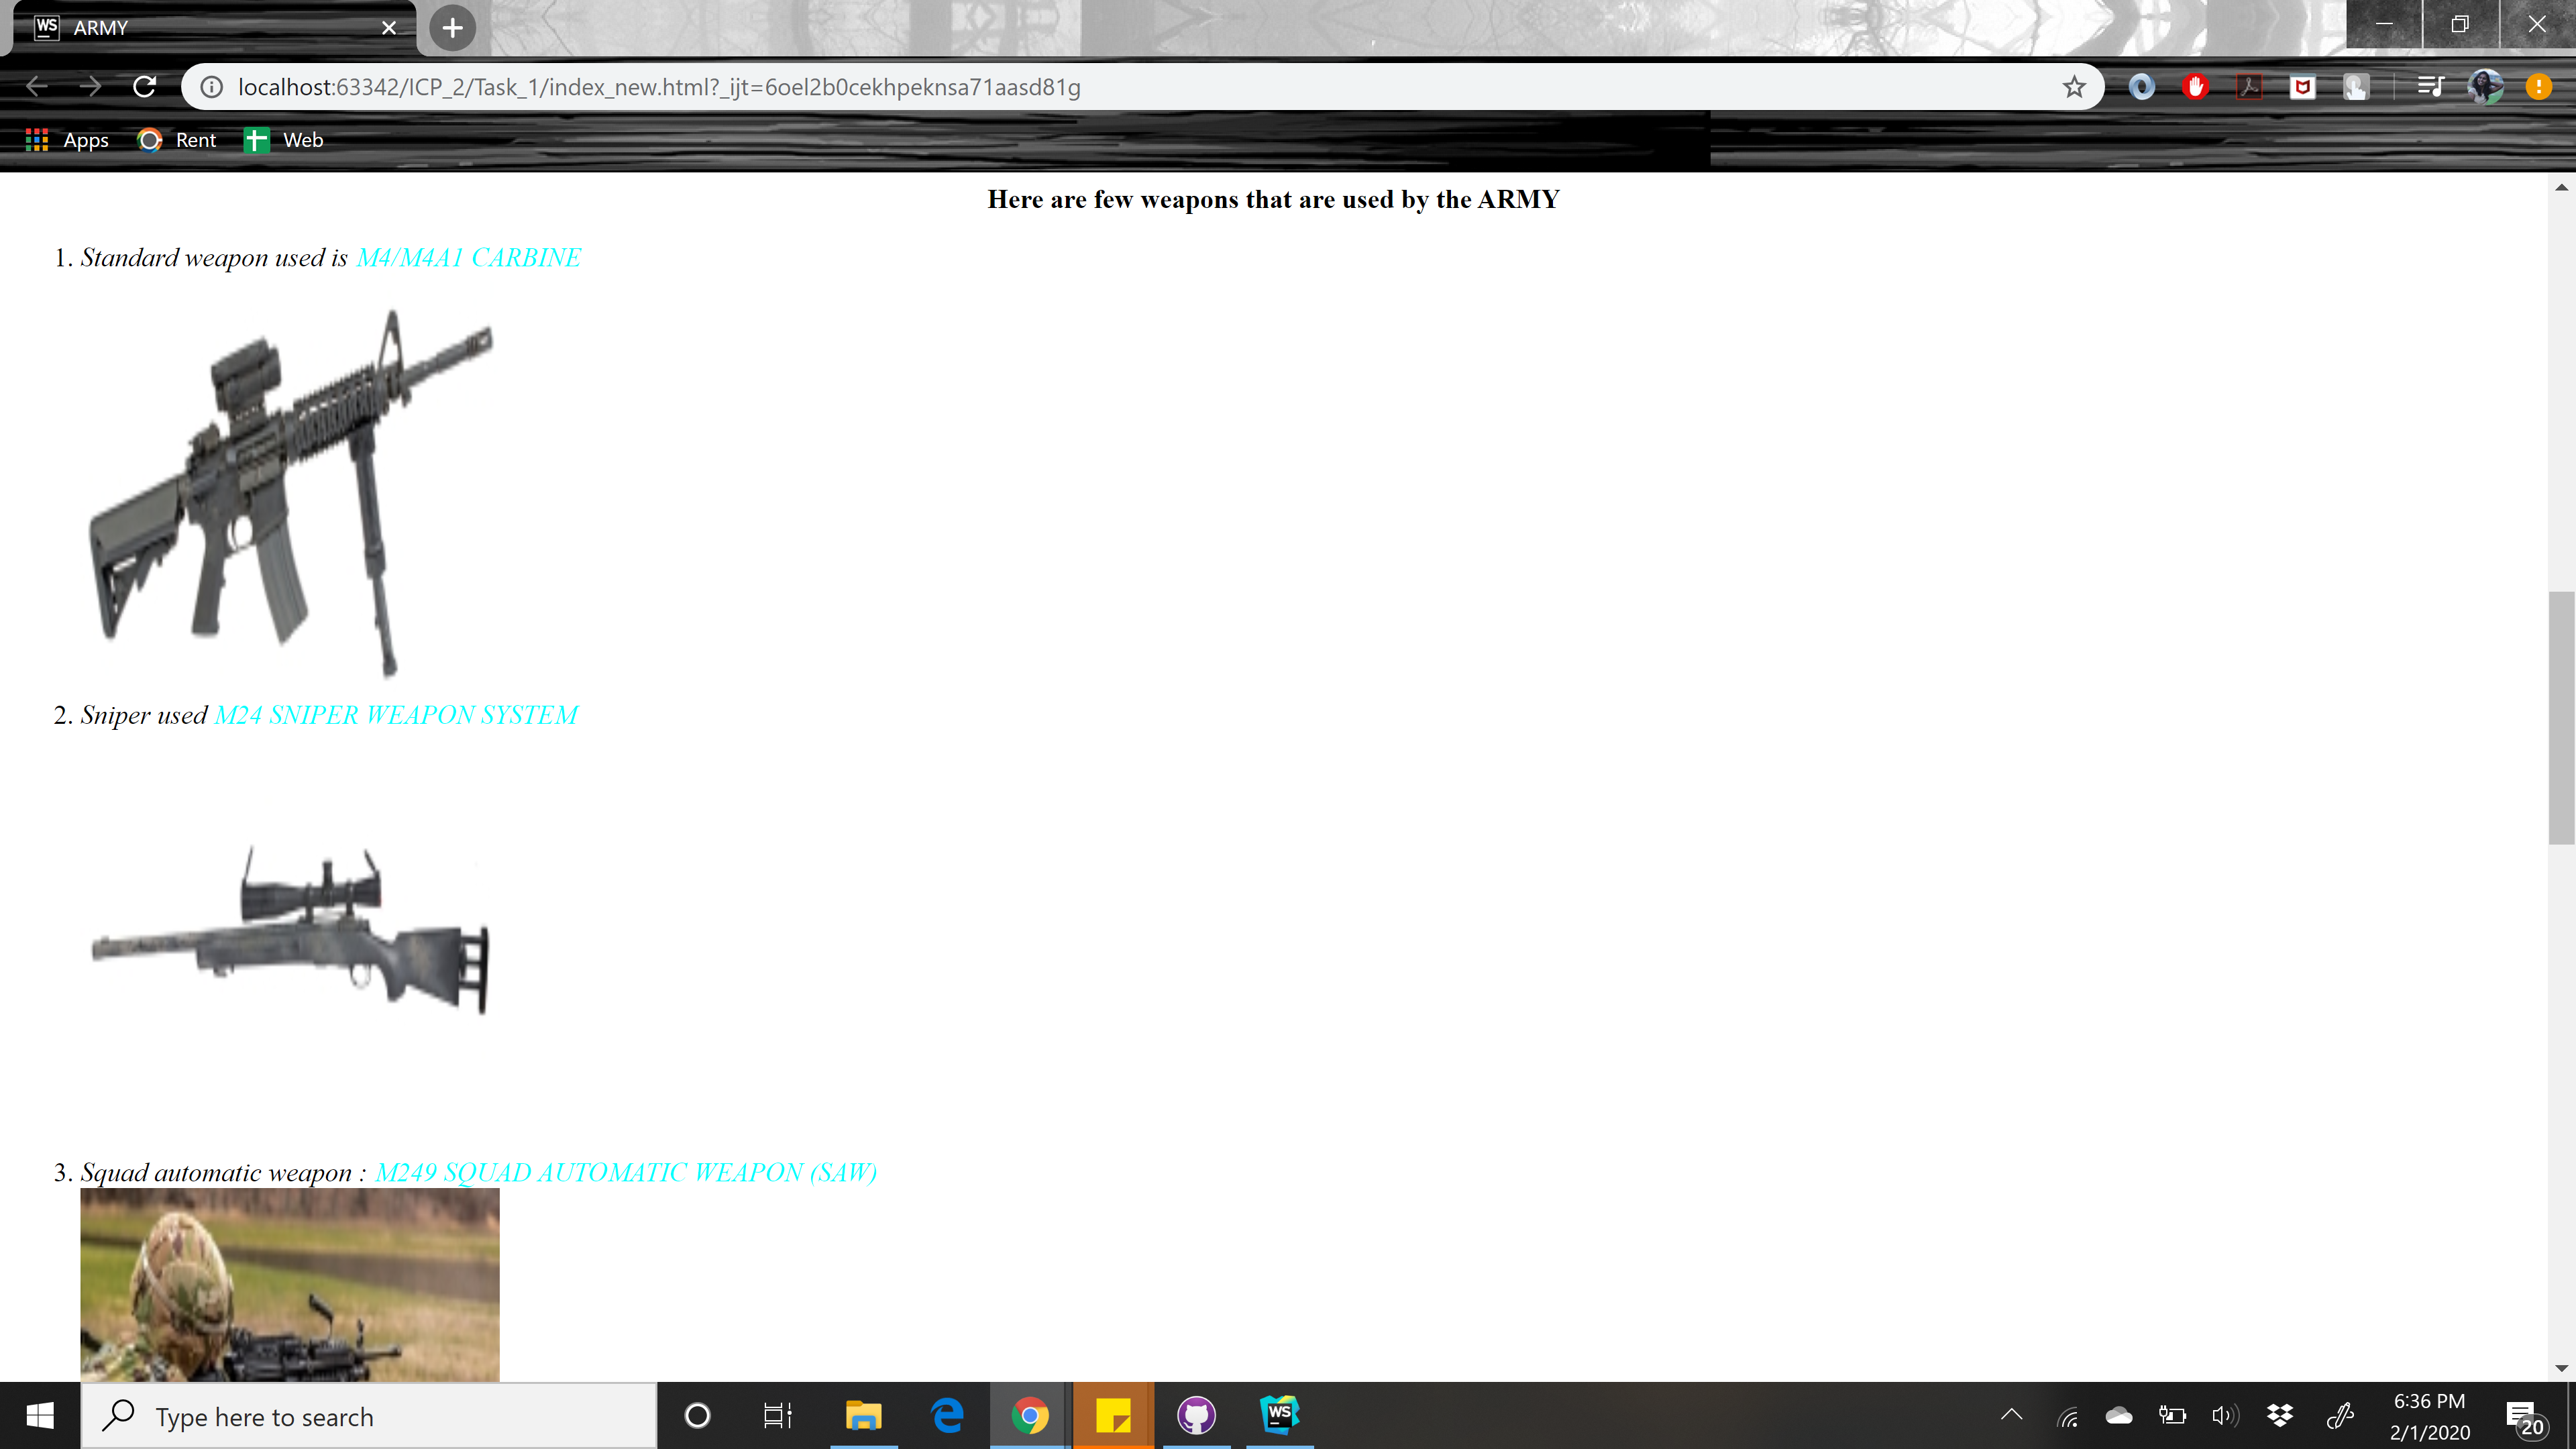 WS ARMY
localhost:63342/ICP_2/Task_1/index_new.html?_ijt=6oel2b0cekhpeknsa71aasd81g
Apps Rent Web
Here are few weapons that are used by the ARMY
1. Standard weapon used is M4/M4A1 CARBINE
2. Sniper used M24 SNIPER WEAPON SYSTEM
3. Squad automatic weapon : M249 SQUAD AUTOMATIC WEAPON (SAW)
Type here to search
WS
6:36 PM
2/1/2020
20